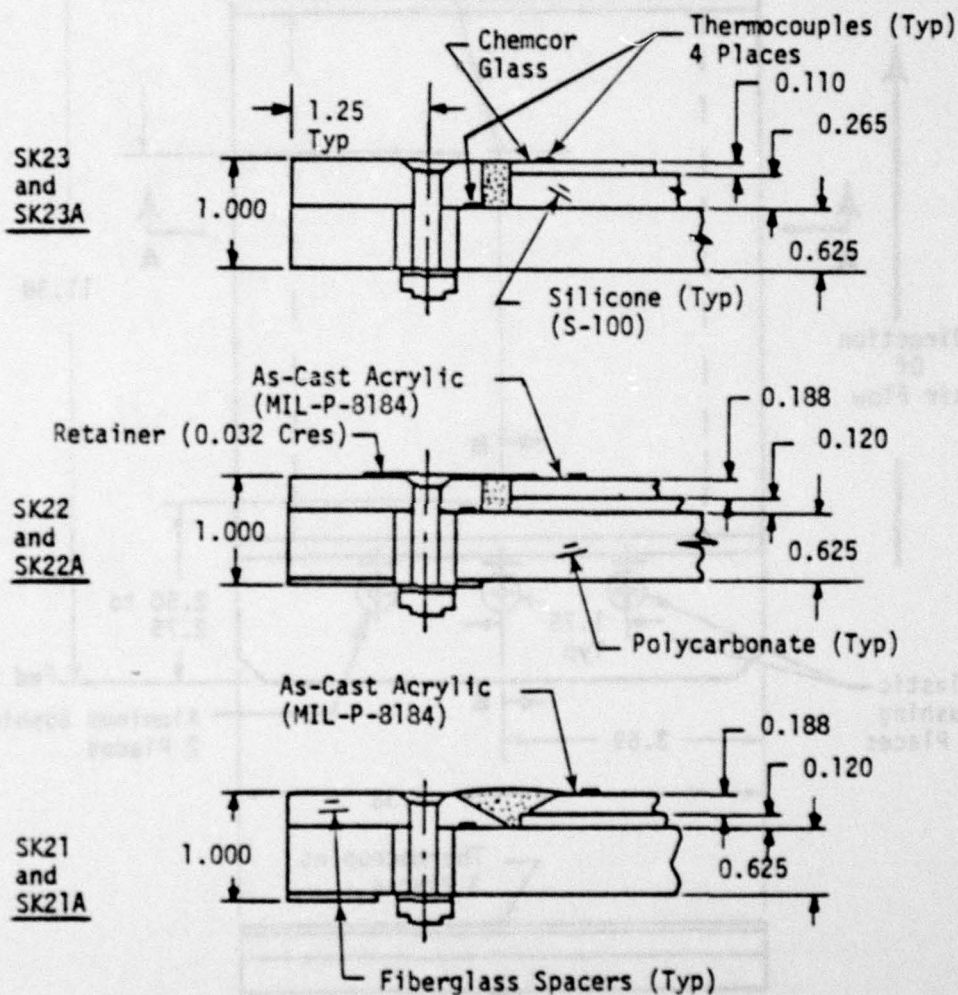 Thermocouples (Typ)
4 Places
Chemcor
Glass
0.110
1.25
Typ
0.265
SK23
and
SK23A
1.000
0.625
Silicone (Typ)
(S-100)
As-Cast Acrylic
(MIL-P-8184)
0.188
Retainer (0.032 Cres)
0.120
SK22
and
SK22A
1.000
0.625
Polycarbonate (Typ)
As-Cast Acrylic
(MIL-P-8184)
0.188
0.120
SK21
and
SK21A
1.000
0.625
Fiberglass Spacers (Typ)